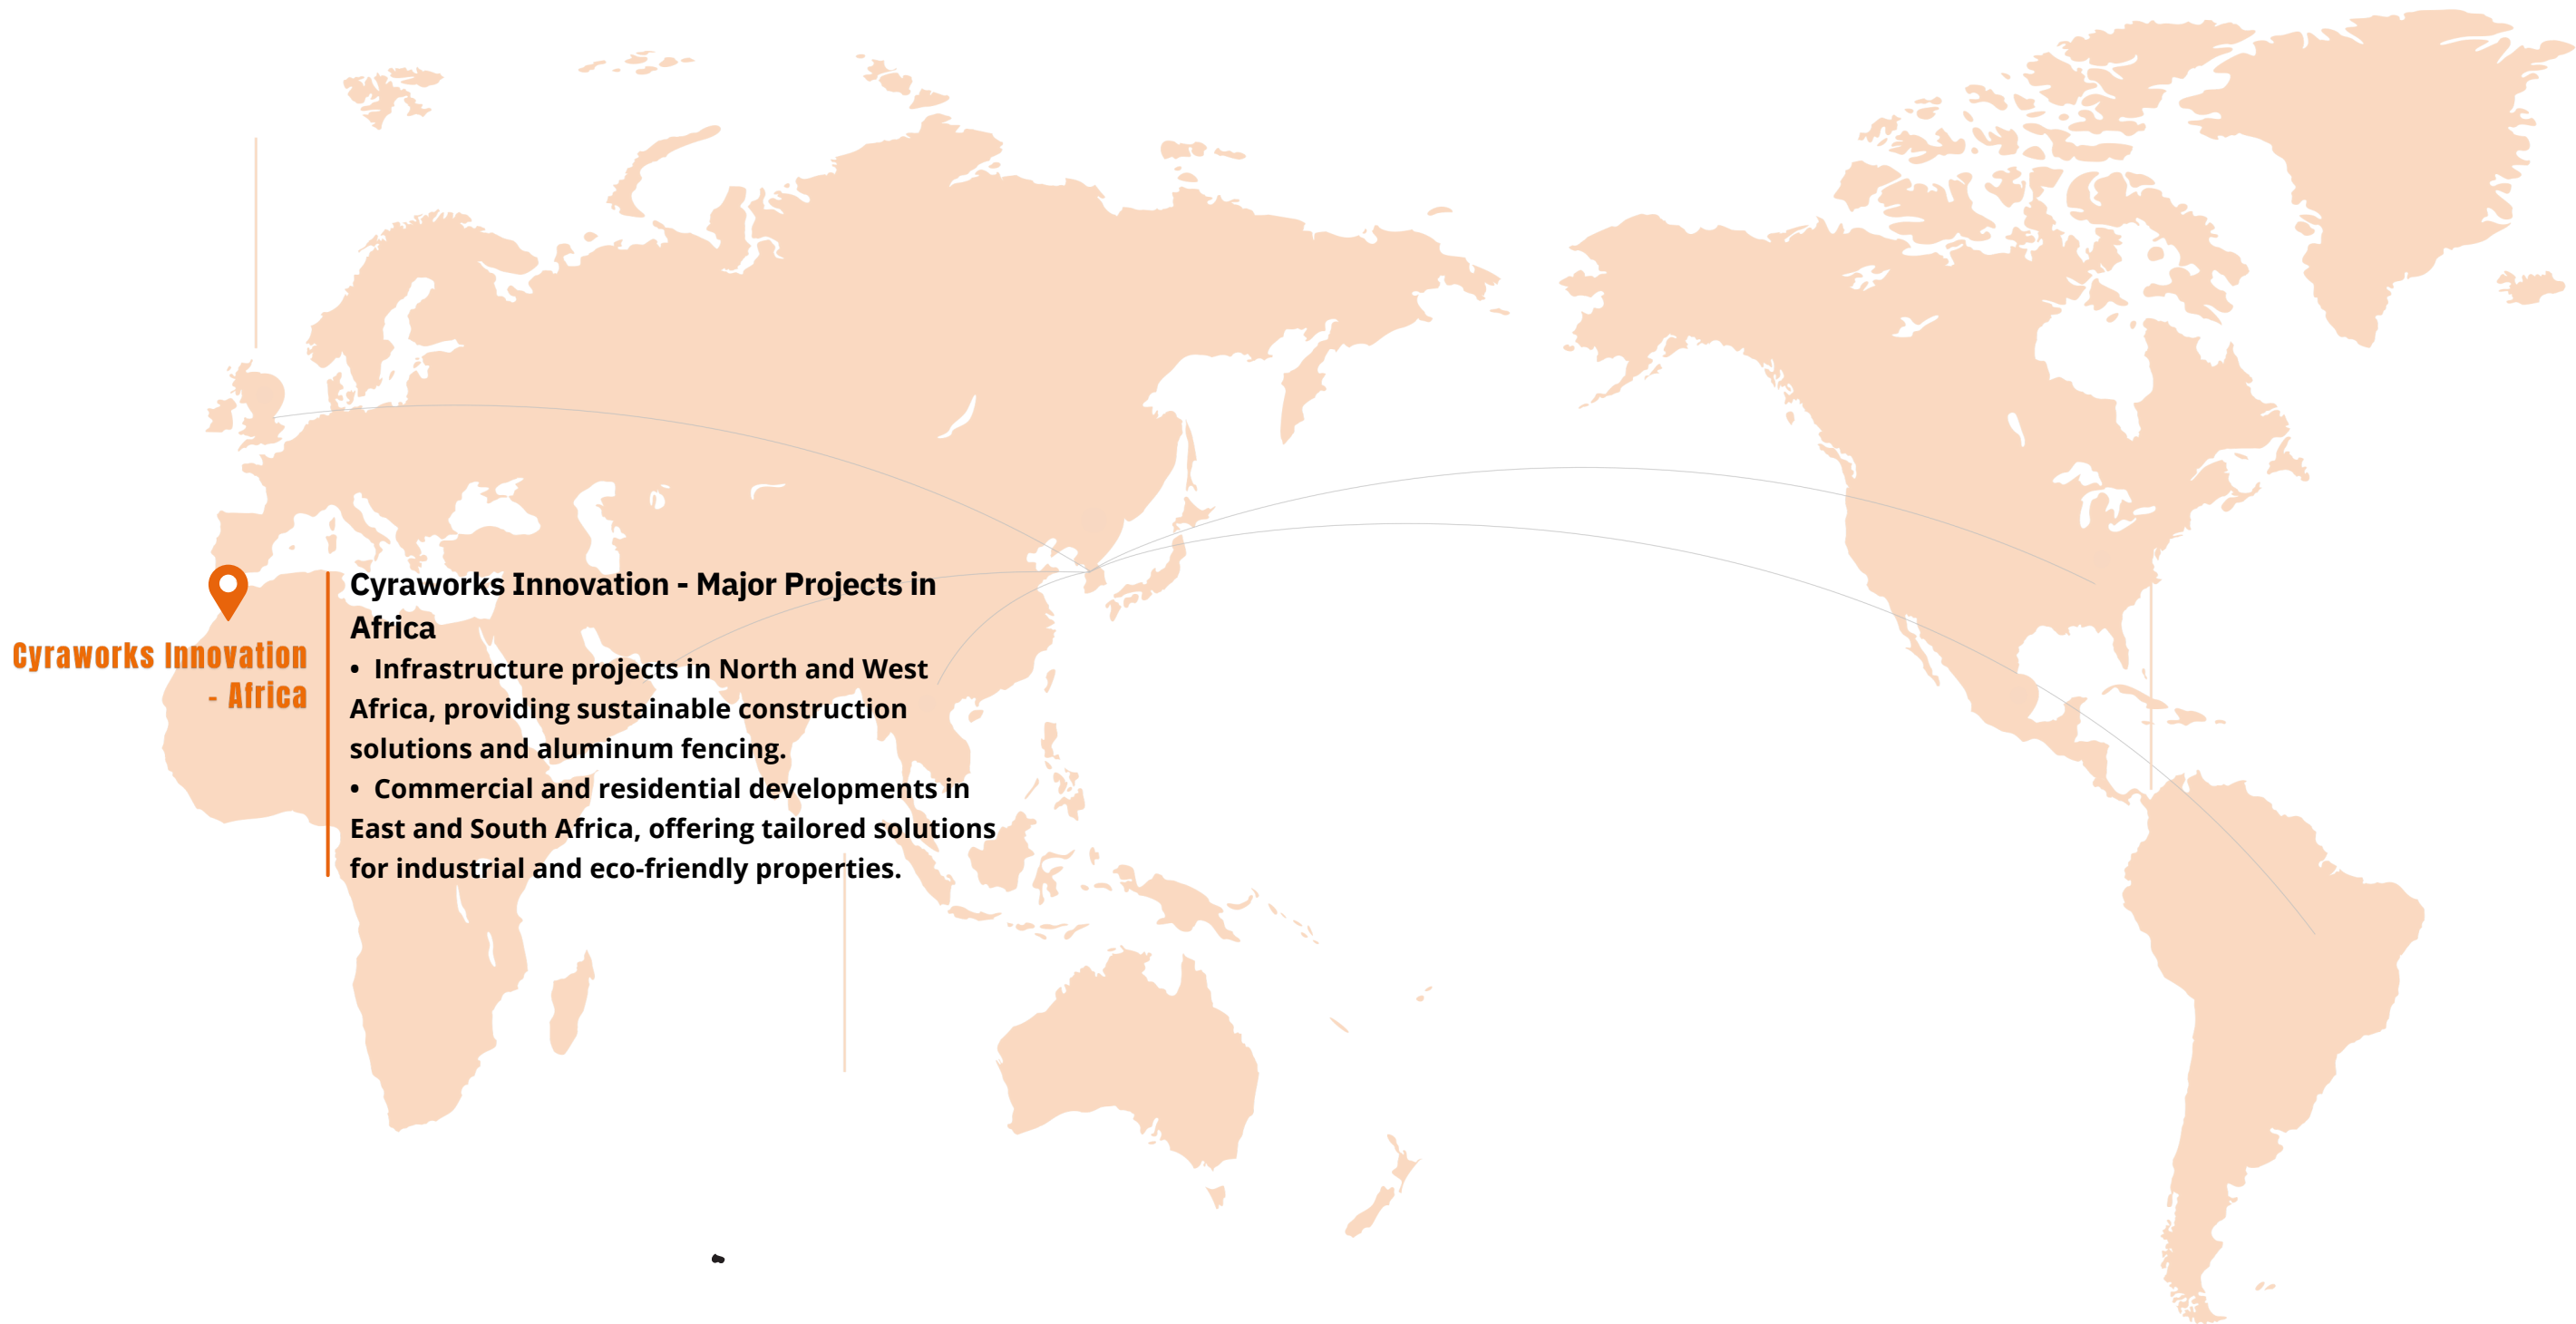 Cyraworks Innovation
- Africa
Cyraworks Innovation - Major Projects in
Africa
• Infrastructure projects in North and West
Africa, providing sustainable construction
solutions and aluminum fencing.
• Commercial and residential developments in
East and South Africa, offering tailored solutions
for industrial and eco-friendly properties.